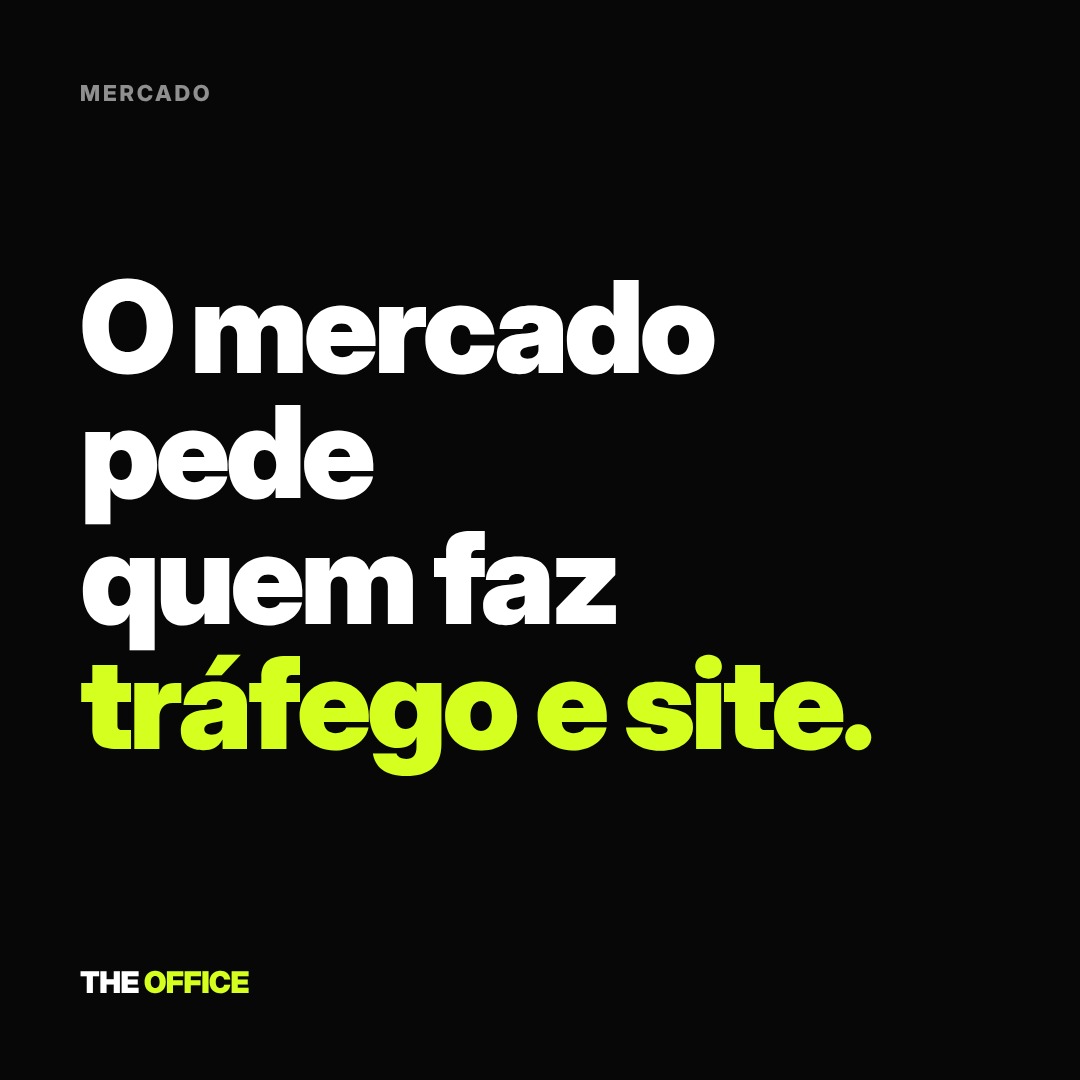 MERCADO
O mercado
pede
quem faz
tráfego e site.
THE OFFICE